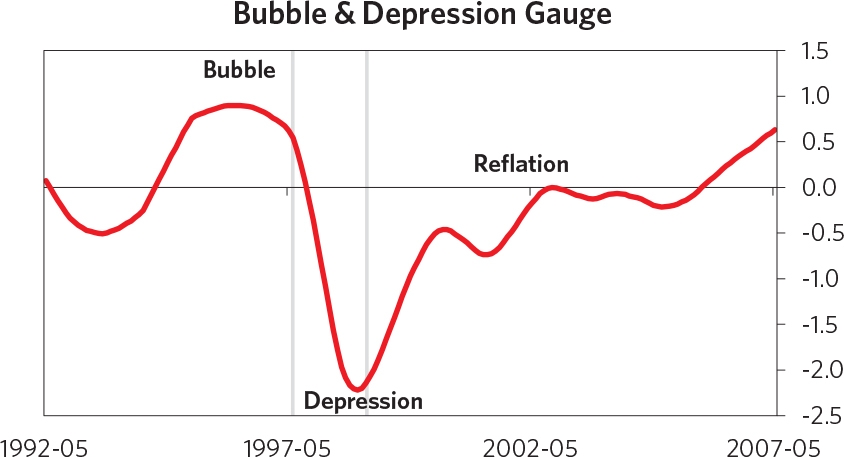 Bubble & Depression Gauge
1.5
Bubble
1.0
0.5
Reflation
0.0
-0.5
-1.0
-1.5
-2.0
Depression
-2.5
1992-05 1997-05 2002-05 2007-05